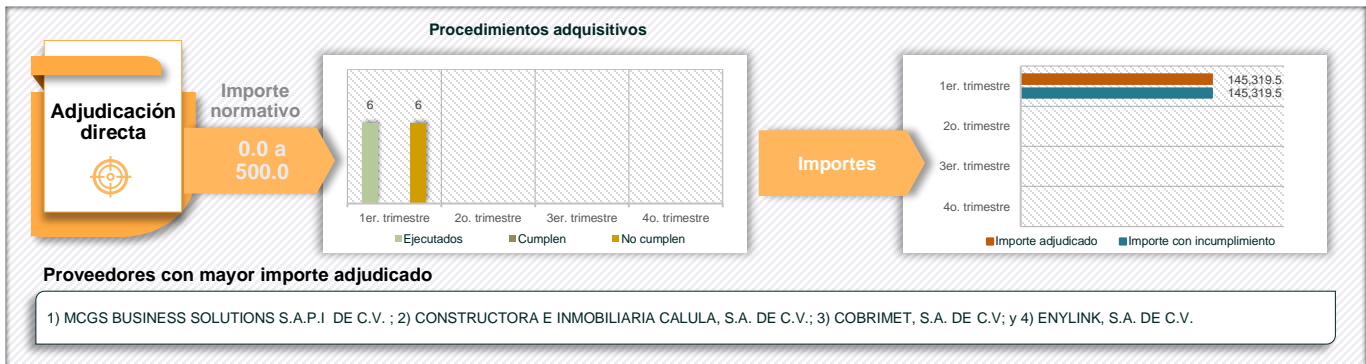 Procedimientos adquisitivos
Adjudicación
directa
Importe
normativo
0.0 a
500.0
6
6
1er. trimestre
2o. trimestre
3er. trimestre
4o. trimestre
Ejecutados
Cumplen
No cumplen
Importes
1er. trimestre
145,319.5
145,319.5
2o. trimestre
3er. trimestre
4o. trimestre
Importe adjudicado
Importe con incumplimiento
Proveedores con mayor importe adjudicado
1) MCGS BUSINESS SOLUTIONS S.A.P.I  DE C.V. ; 2) CONSTRUCTORA E INMOBILIARIA CALULA, S.A. DE C.V.; 3) COBRIMET, S.A. DE C.V; y 4) ENYLINK, S.A. DE C.V.